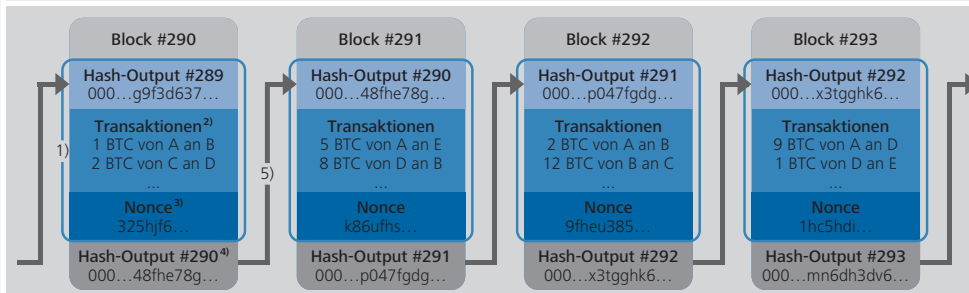 Block #290
Hash-Output #289
000…g9f3d637…
1)
Transaktionen²⁾
1 BTC von A an B
2 BTC von C an D
...
Nonce³⁾
325hjf6…
Hash-Output #290⁴⁾
000…48fhe78g…
5)
Block #291
Hash-Output #290
000…48fhe78g…
Transaktionen
5 BTC von A an E
8 BTC von D an B
...
Nonce
k86ufhs…
Hash-Output #291
000…p047fgdg…
Block #292
Hash-Output #291
000…p047fgdg…
Transaktionen
2 BTC von A an B
12 BTC von B an C
...
Nonce
9fheu385…
Hash-Output #292
000…x3tgghk6…
Block #293
Hash-Output #292
000…x3tgghk6…
Transaktionen
9 BTC von A an D
1 BTC von D an E
...
Nonce
1hc5hdi…
Hash-Output #293
000…mn6dh3dv6…